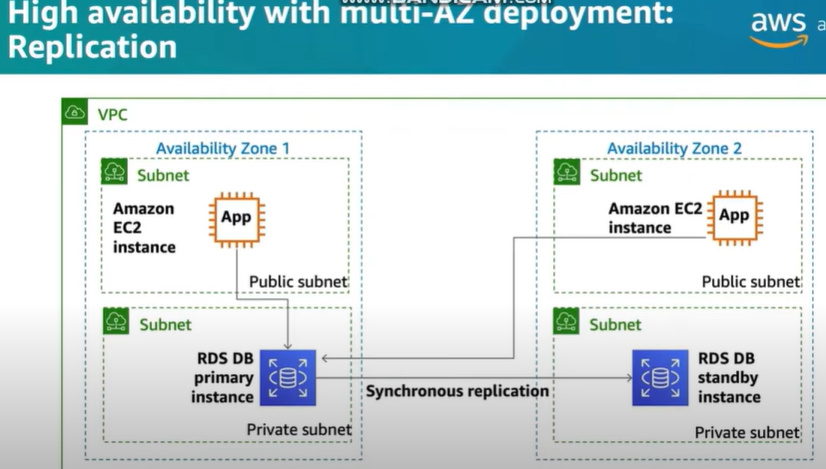 www.BANDICAM.com
High availability with multi-AZ deployment:
Replication
aws
a
VPC
Availability Zone 1
Subnet
Amazon
EC2
instance
App
Public subnet
Subnet
RDS DB
primary
instance
Private subnet
Synchronous replication
Availability Zone 2
Subnet
Amazon EC2
instance
App
Public subnet
Subnet
RDS DB
standby
instance
Private subnet